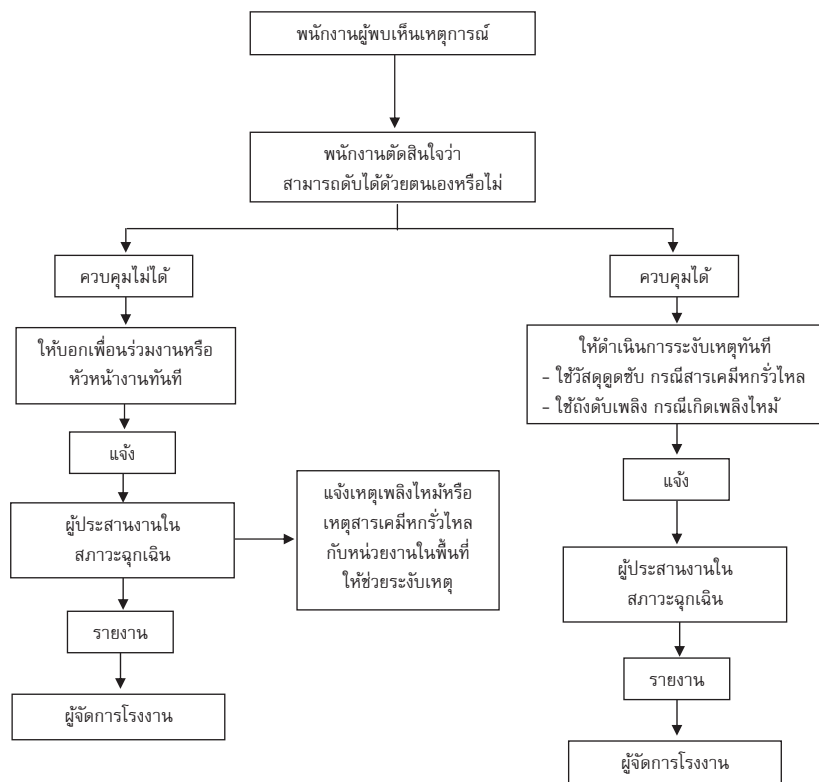 พนักงานผู้พบเห็นเหตุการณ์
พนักงานตัดสินใจว่า
สามารถดับได้ด้วยตนเองหรือไม่
ควบคุมไม่ได้
ให้บอกเพื่อนร่วมงานหรือ
หัวหน้างานทันที
แจ้ง
ผู้ประสานงานใน
สภาวะฉุกเฉิน
แจ้งเหตุเพลิงไหม้หรือ
เหตุสารเคมีหกรั่วไหล
กับหน่วยงานในพื้นที่
ให้ช่วยระงับเหตุ
รายงาน
ผู้จัดการโรงงาน
ควบคุมได้
ให้ดำเนินการระงับเหตุทันที
– ใช้วัสดุดูดซับ กรณีสารเคมีหกรั่วไหล
– ใช้ถังดับเพลิง กรณีเกิดเพลิงไหม้
แจ้ง
ผู้ประสานงานใน
สภาวะฉุกเฉิน
รายงาน
ผู้จัดการโรงงาน